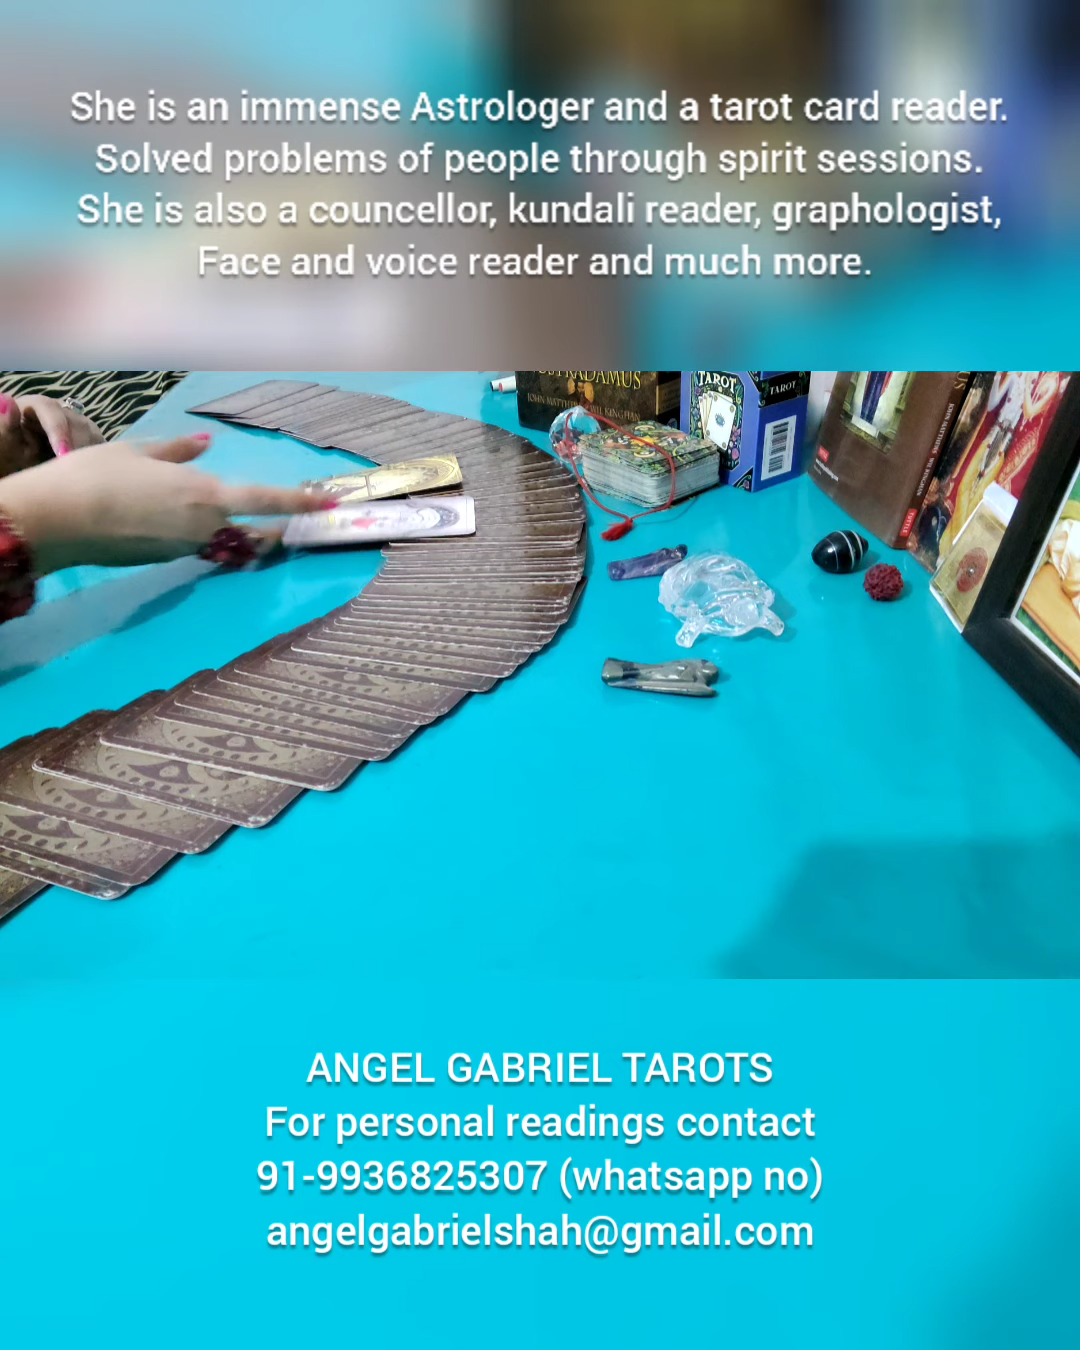 She is an immense Astrologer and a tarot card reader.
Solved problems of people through spirit sessions.
She is also a councellor, kundali reader, graphologist,
Face and voice reader and much more.
TAROT
TAROT
ANGEL GABRIEL TAROTS
For personal readings contact
91-9936825307 (whatsapp no)
angelgabrielshah@gmail.com